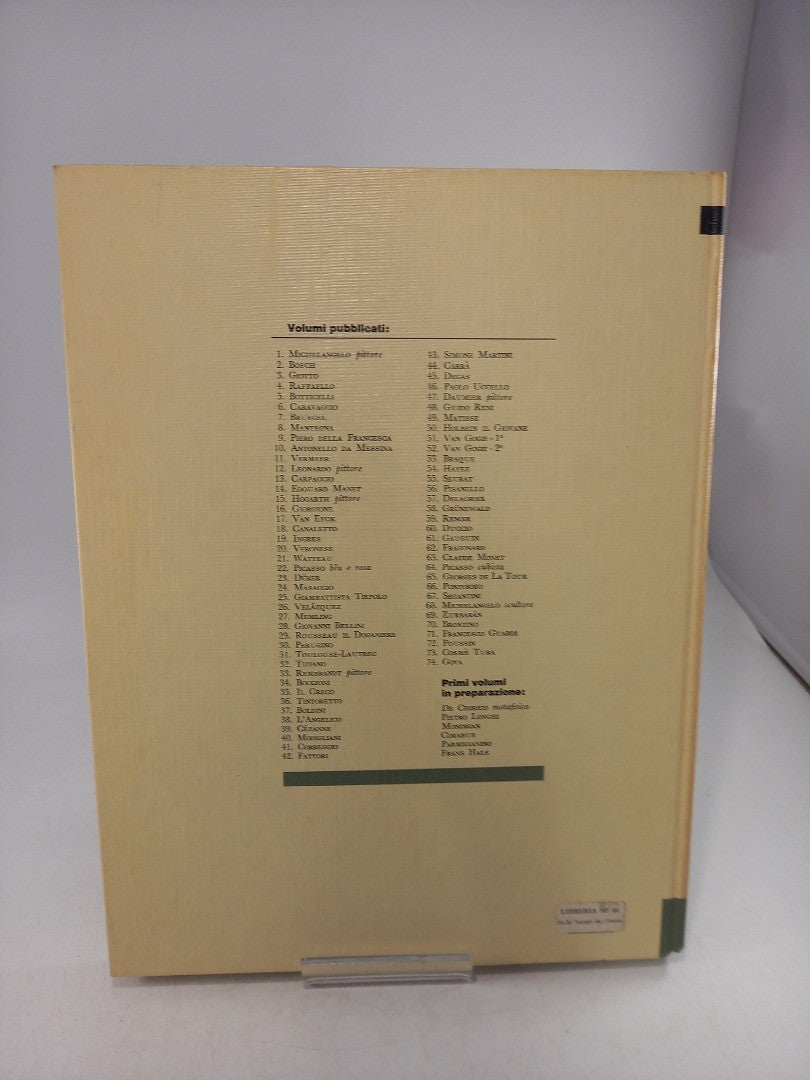 Volumi pubblicati:
1. MICHELANGELO pittore
2. BOSCH
3. GIOTTO
4. RAFFAELLO
5. BOTTICELLI
6. CARAVAGGIO
7. BRUEGEL
8. MANTEGNA
9. PIERO DELLA FRANCESCA
10. ANTONELLO DA MESSINA
11. VERMEER
12. LEONARDO pittore
13. CARPACCIO
14. EDOUARD MANET
15. HOGARTH pittore
16. GIORGIONE
17. VAN EYCK
18. CANALETTO
19. INGRES
20. VERONESE
21. WATTEAU
22. PICASSO blu e rosa
23. DÜRER
24. MASACCIO
25. GIAMBATTISTA TIEPOLO
26. VELÁZQUEZ
27. MEMLING
28. GIOVANNI BELLINI
29. ROUSSEAU IL DOGANIERE
30. PERUGINO
31. TOULOUSE-LAUTREC
32. TIZIANO
33. REMBRANDT pittore
34. BOCCIONI
35. IL GRECO
36. TINTORETTO
37. BOLDINI
38. L'ANGELICO
39. CÉZANNE
40. MODIGLIANI
41. CORREGGIO
42. FATTORI
43. SIMONE MARTINI
44. CARRÀ
45. DEGAS
46. PAOLO UCCELLO
47. DAUMIER pittore
48. GUIDO RENI
49. MATISSE
50. HOLBEIN IL GIOVANE
51. VAN GOGH - 1º
52. VAN GOGH - 2º
53. BRAQUE
54. HAYEZ
55. SEURAT
56. PISANELLO
57. DELACROIX
58. GRÜNEWALD
59. RENOIR
60. DUCCIO
61. GAUGUIN
62. FRAGONARD
63. CLAUDE MONET
64. PICASSO cubista
65. GEORGES DE LA TOUR
66. PONTORMO
67. SEGANTINI
68. MICHELANGELO scultore
69. ZURBARÁN
70. BRONZINO
71. FRANCESCO GUARDI
72. POUSSIN
73. COSMÈ TURA
74. GOYA
Primi volumi
in preparazione:
DE CHIRICO metafisico
PIETRO LONGHI
MONDRIAN
CIMABUE
PARMIGIANINO
FRANS HALS
LIBRERIA SP